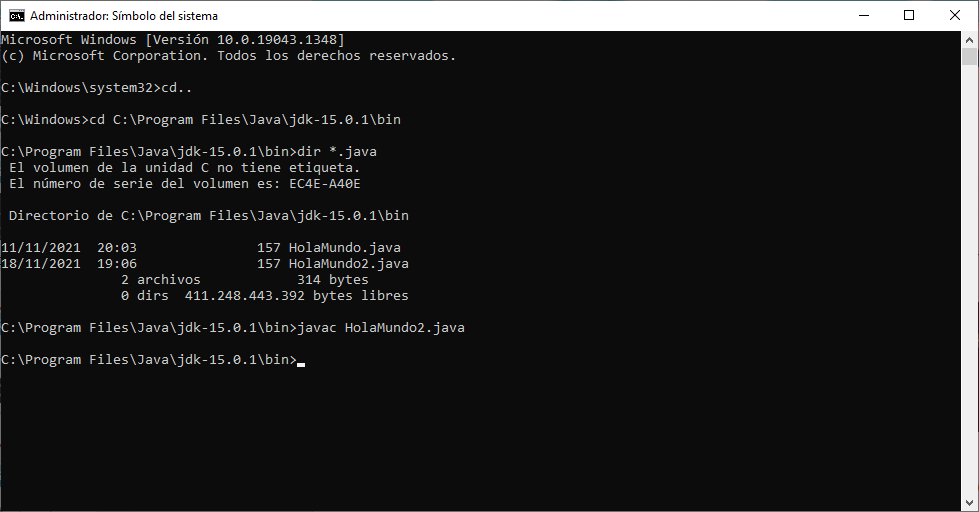 Administrador: Símbolo del sistema
Microsoft Windows [Versión 10.0.19043.1348]
(c) Microsoft Corporation. Todos los derechos reservados.
C:\Windows\system32>cd..
C:\Windows>cd C:\Program Files\Java\jdk-15.0.1\bin
C:\Program Files\Java\jdk-15.0.1\bin>dir *.java
El volumen de la unidad C no tiene etiqueta.
El número de serie del volumen es: EC4E-A40E
Directorio de C:\Program Files\Java\jdk-15.0.1\bin
11/11/2021  20:03               157 HolaMundo.java
18/11/2021  19:06               157 HolaMundo2.java
2 archivos            314 bytes
0 dirs  411.248.443.392 bytes libres
C:\Program Files\Java\jdk-15.0.1\bin>javac HolaMundo2.java
C:\Program Files\Java\jdk-15.0.1\bin>